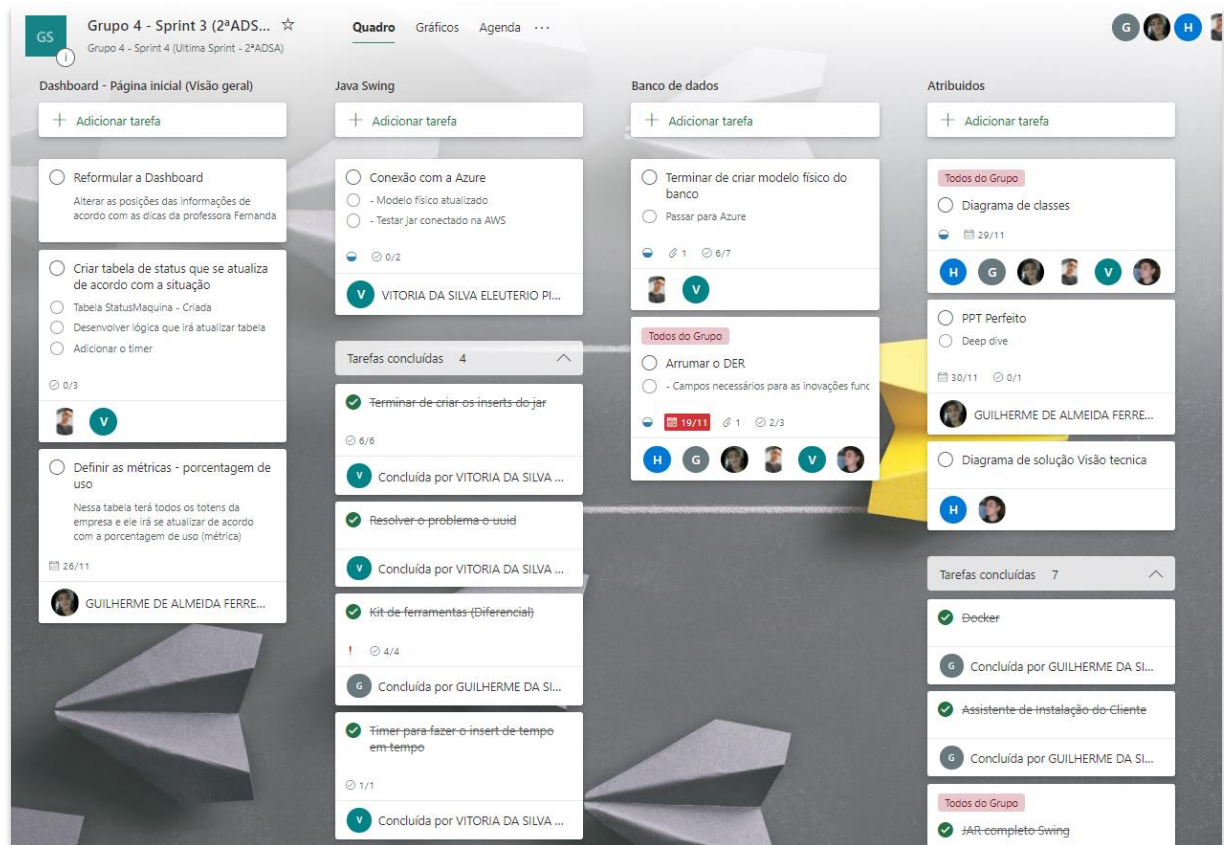 GS
Grupo 4 - Sprint 3 (2ªADS...
Grupo 4 - Sprint 4 (Ultima Sprint - 2ªADSA)
Quadro
Gráficos
Agenda
...
G
H
Dashboard - Página inicial (Visão geral)
Adicionar tarefa
Reformular a Dashboard
Alterar as posições das informações de
acordo com as dicas da professora Fernanda
Criar tabela de status que se atualiza
de acordo com a situação
Tabela StatusMaquina - Criada
Desenvolver lógica que irá atualizar tabela
Adicionar o timer
0/3
V
Definir as métricas - porcentagem de
uso
Nessa tabela terá todos os totens da
empresa e ele irá se atualizar de acordo
com a porcentagem de uso (métrica)
26/11
GUILHERME DE ALMEIDA FERRE...
Java Swing
Adicionar tarefa
Conexão com a Azure
- Modelo físico atualizado
- Testar jar conectado na AWS
0/2
V
VITORIA DA SILVA ELEUTERIO PI...
Tarefas concluídas 4
Terminar de criar os inserts do jar
6/6
V
Concluída por VITORIA DA SILVA ...
Resolver o problema o uuid
V
Concluída por VITORIA DA SILVA ...
Kit de ferramentas (Diferencial)
! 4/4
G
Concluída por GUILHERME DA SI...
Timer para fazer o insert de tempo
em tempo
1/1
V
Concluída por VITORIA DA SILVA ...
Banco de dados
Adicionar tarefa
Terminar de criar modelo físico do
banco
Passar para Azure
1 6/7
V
Todos do Grupo
Arrumar o DER
- Campos necessários para as inovações func
19/11 1 2/3
H G V
Atribuidos
Adicionar tarefa
Todos do Grupo
Diagrama de classes
29/11
H G V
PPT Perfeito
Deep dive
30/11 0/1
GUILHERME DE ALMEIDA FERRE...
Diagrama de solução Visão tecnica
H
Tarefas concluídas 7
Docker
G
Concluída por GUILHERME DA SI...
Assistente de Instalação do Cliente
G
Concluída por GUILHERME DA SI...
Todos do Grupo
JAR completo Swing